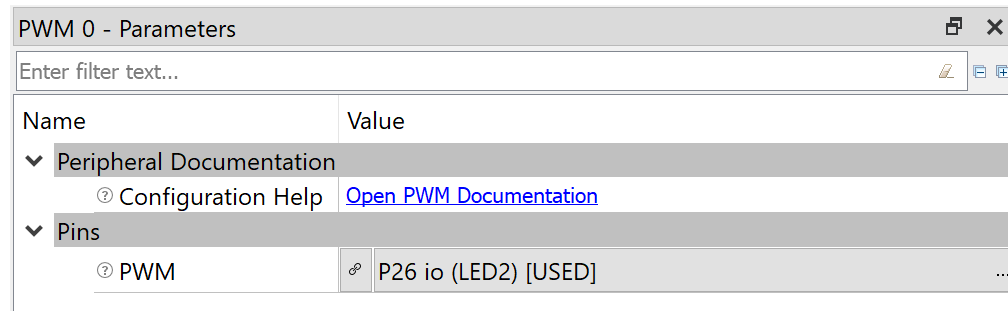 PWM 0 - Parameters
Enter filter text...
Name Value
Peripheral Documentation
Configuration Help Open PWM Documentation
Pins
PWM P26 io (LED2) [USED] ...